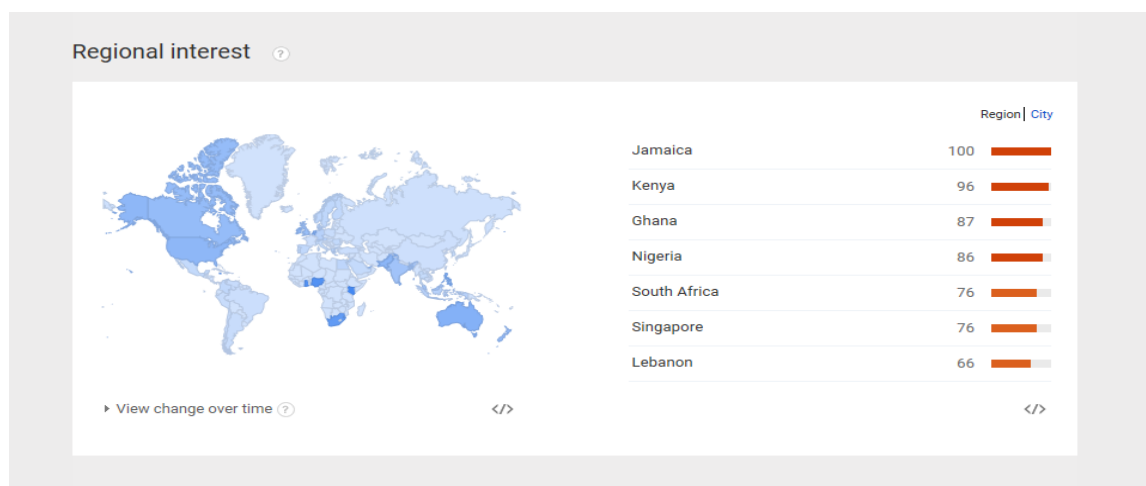 Regional interest ?
Region | City
Jamaica 100
Kenya 96
Ghana 87
Nigeria 86
South Africa 76
Singapore 76
Lebanon 66
View change over time ? </> </>